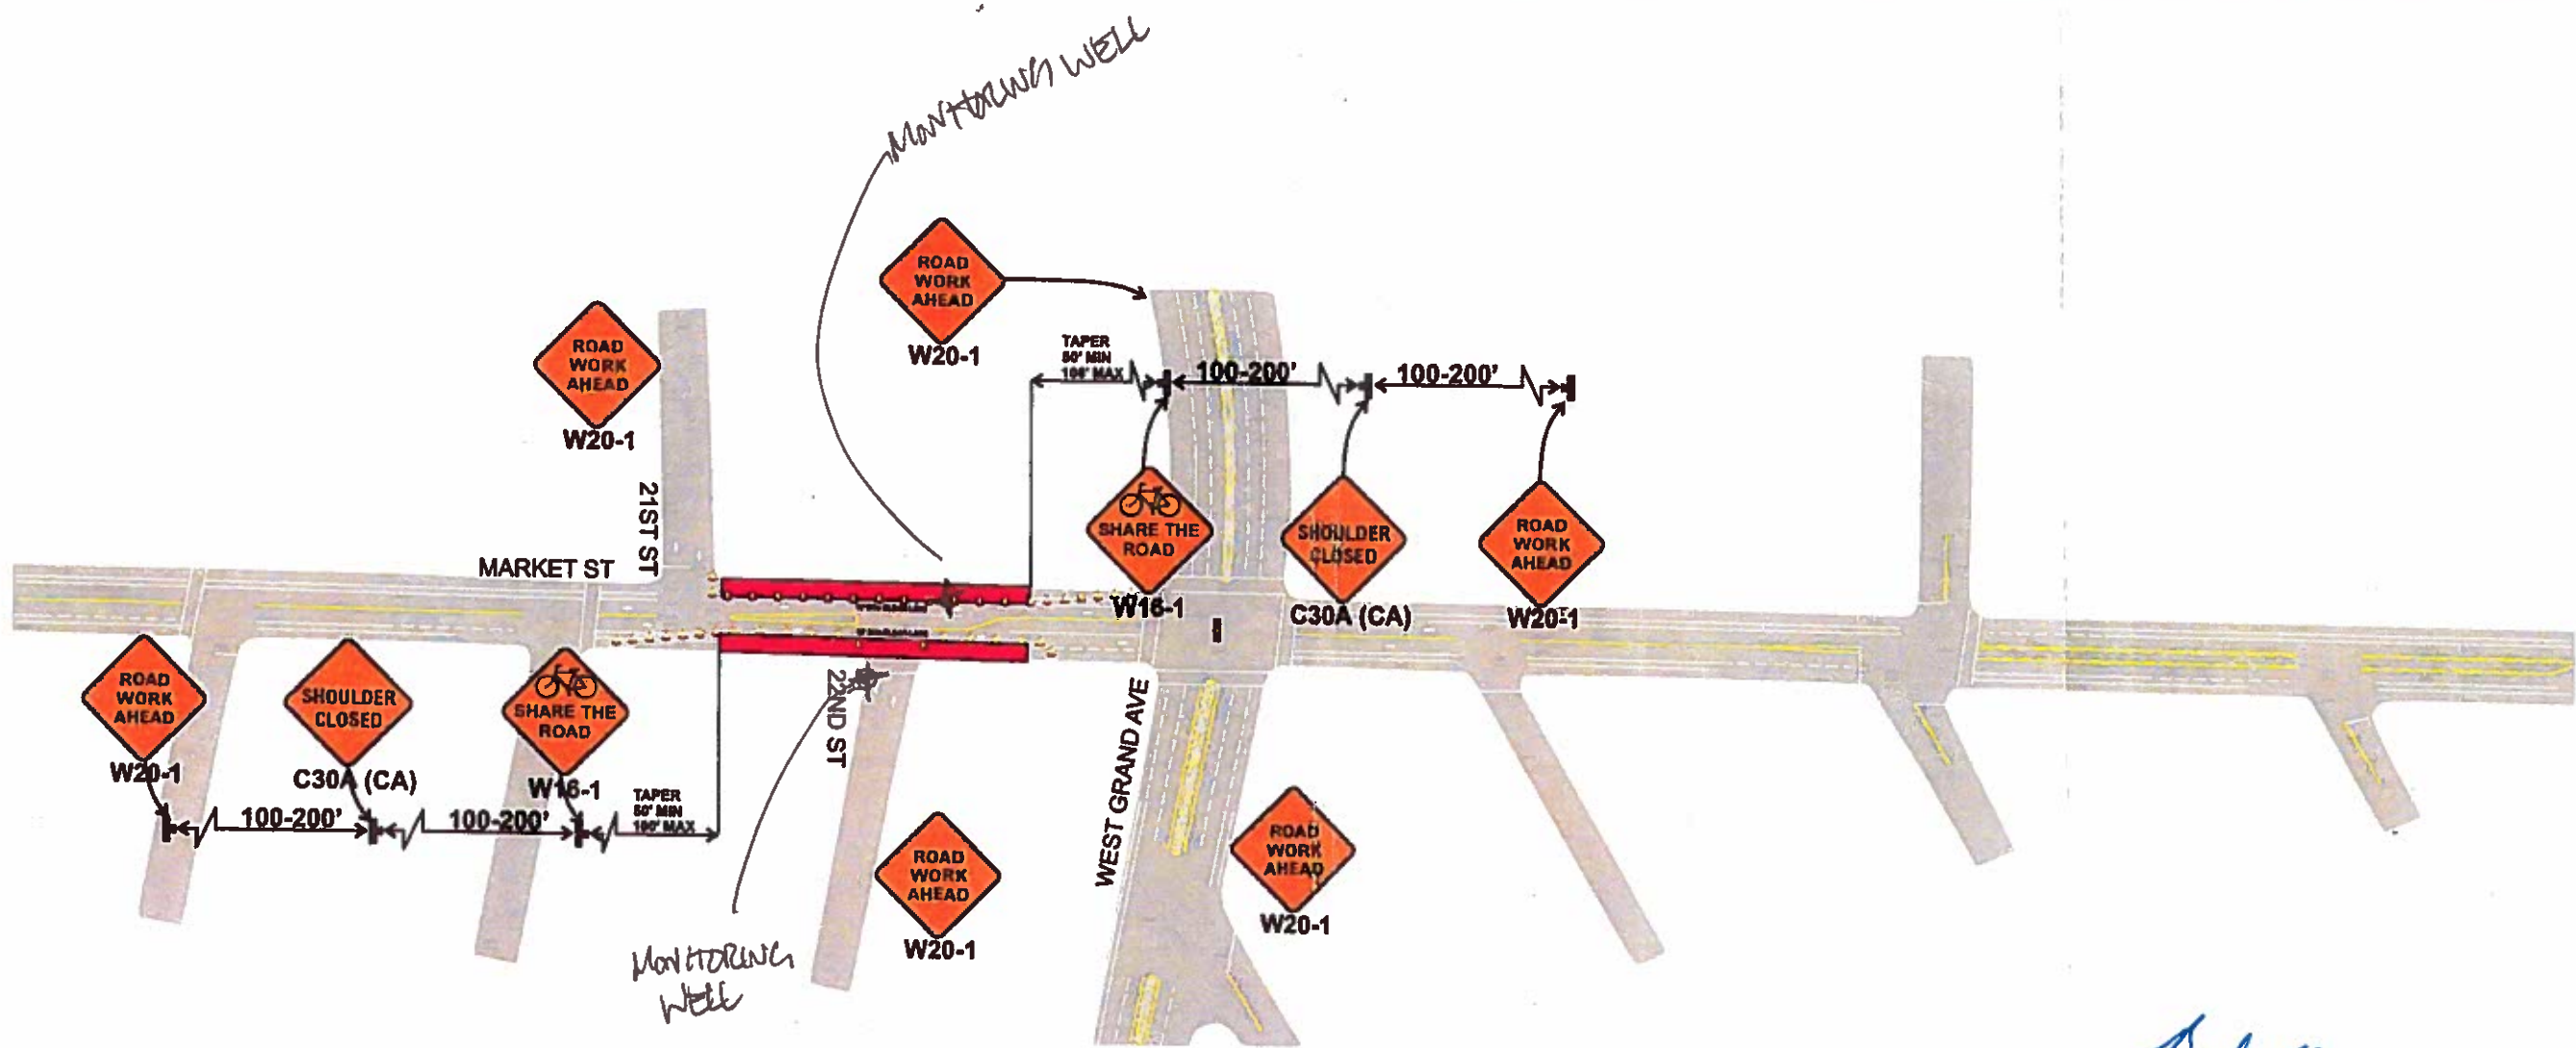 MONITORING WELL
ROAD
WORK
AHEAD
W20-1
ROAD
WORK
AHEAD
W20-1
TAPER
50' MIN
100' MAX
100-200'
100-200'
21ST ST
MARKET ST
SHARE THE
ROAD
W16-1
SHOULDER
CLOSED
C30A (CA)
ROAD
WORK
AHEAD
W20-1
ROAD
WORK
AHEAD
W20-1
SHOULDER
CLOSED
C30A (CA)
SHARE THE
ROAD
W16-1
100-200'
100-200'
TAPER
50' MIN
100' MAX
22ND ST
WEST GRAND AVE
ROAD
WORK
AHEAD
W20-1
ROAD
WORK
AHEAD
W20-1
MONITORING
WELL